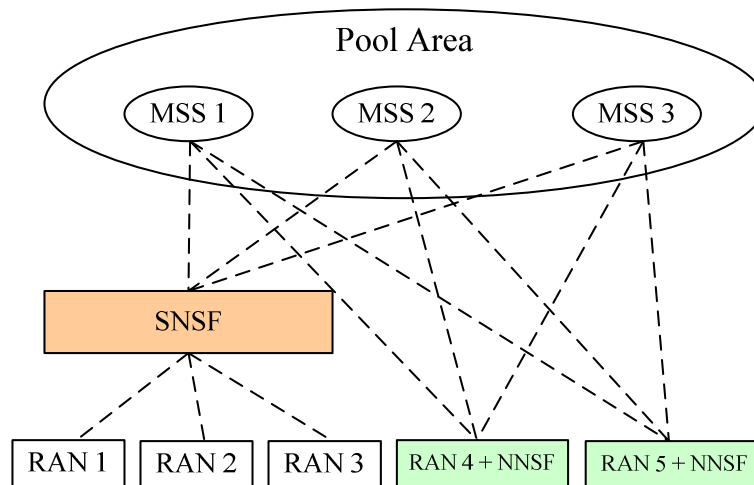 Pool Area
MSS 1
MSS 2
MSS 3
SNSF
RAN 1
RAN 2
RAN 3
RAN 4 + NNSF
RAN 5 + NNSF